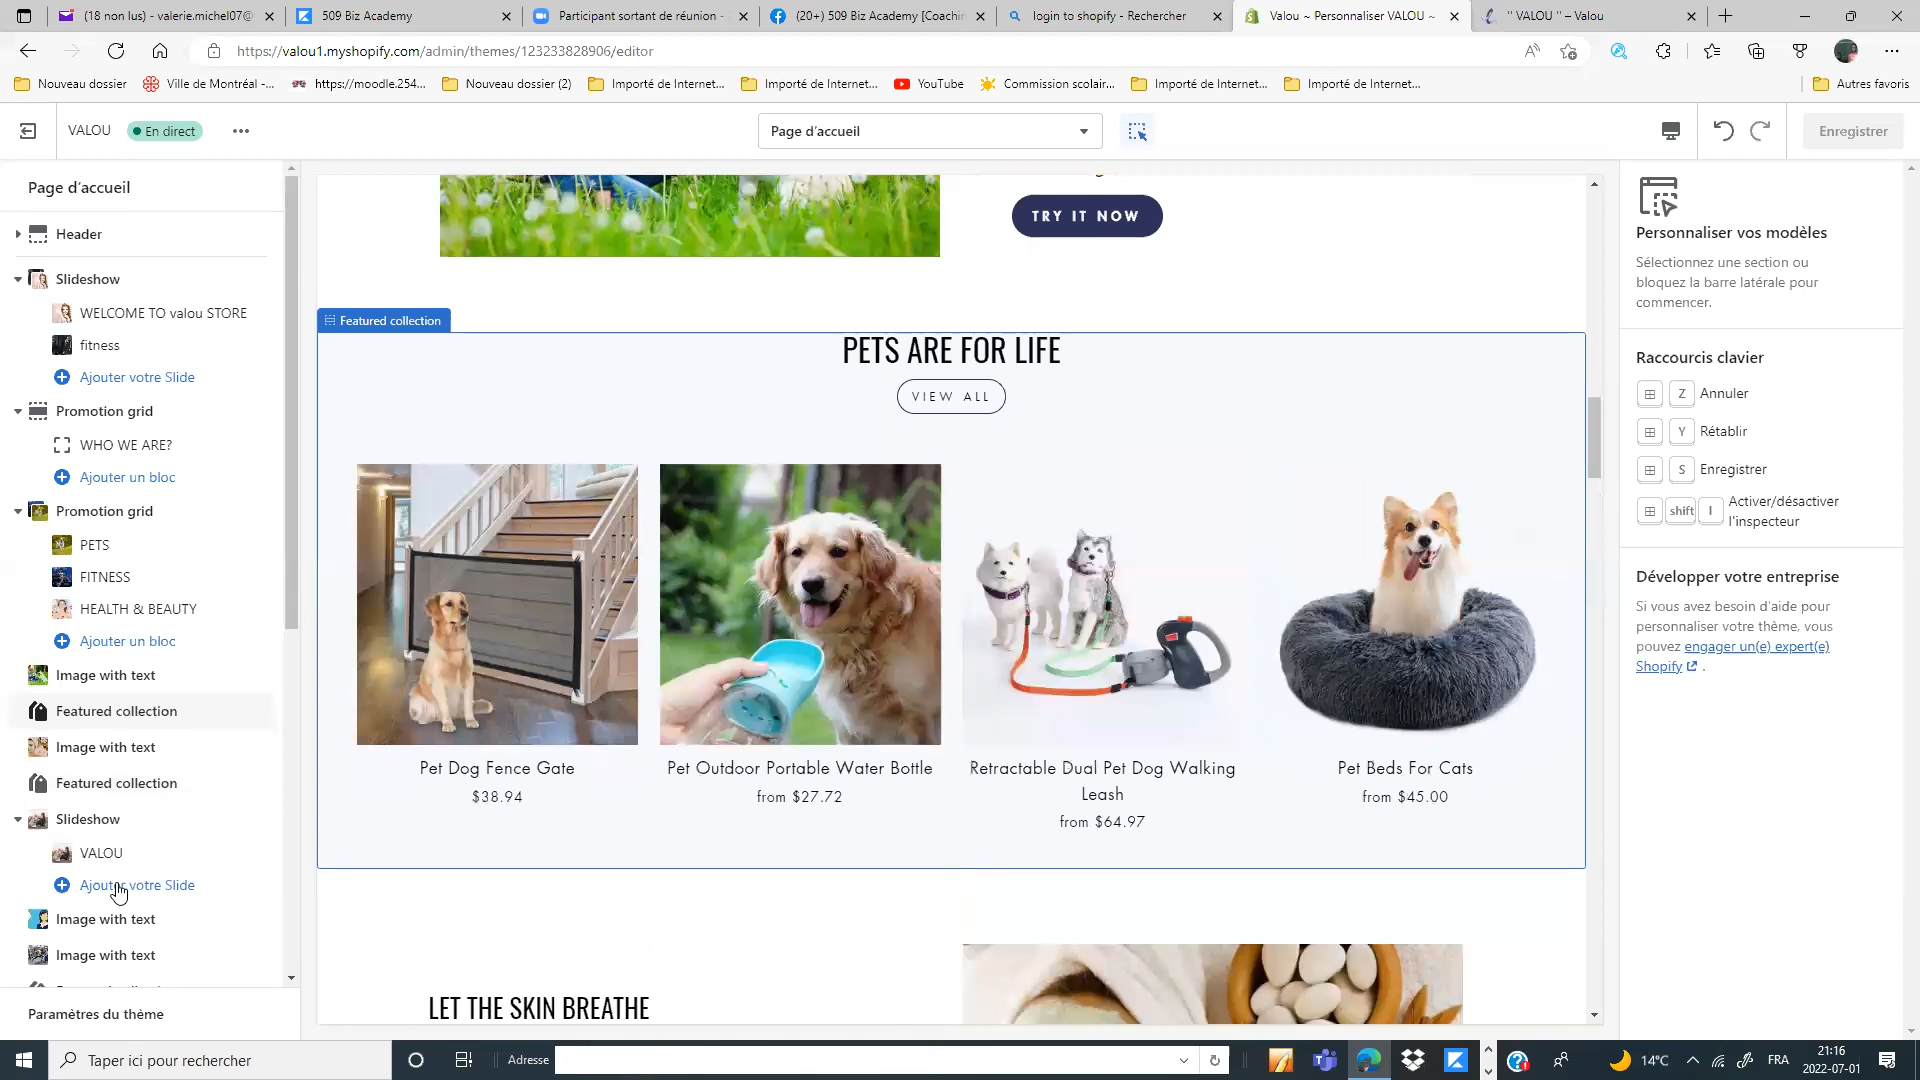 (18 non lus) - valerie.michel07@
509 Biz Academy
Participant sortant de réunion -
(20+) 509 Biz Academy [Coachin
login to shopify - Rechercher
Valou ~ Personnaliser VALOU ~
" VALOU " – Valou
https://valou1.myshopify.com/admin/themes/123233828906/editor
Nouveau dossier
Ville de Montréal -...
https://moodle.254...
Nouveau dossier (2)
Importé de Internet...
Importé de Internet...
YouTube
Commission scolair...
Importé de Internet...
Importé de Internet...
Autres favoris
VALOU
En direct
Page d'accueil
Enregistrer
Page d'accueil
Header
Slideshow
WELCOME TO valou STORE
fitness
Ajouter votre Slide
Promotion grid
WHO WE ARE?
Ajouter un bloc
Promotion grid
PETS
FITNESS
HEALTH & BEAUTY
Ajouter un bloc
Image with text
Featured collection
Image with text
Featured collection
Slideshow
VALOU
Ajouter votre Slide
Image with text
Image with text
Paramètres du thème
TRY IT NOW
Featured collection
PETS ARE FOR LIFE
VIEW ALL
Pet Dog Fence Gate
$38.94
Pet Outdoor Portable Water Bottle
from $27.72
Retractable Dual Pet Dog Walking
Leash
from $64.97
Pet Beds For Cats
from $45.00
LET THE SKIN BREATHE
Personnaliser vos modèles
Sélectionnez une section ou
bloquez la barre latérale pour
commencer.
Raccourcis clavier
Z Annuler
Y Rétablir
S Enregistrer
shift I Activer/désactiver
l'inspecteur
Développer votre entreprise
Si vous avez besoin d'aide pour
personnaliser votre thème, vous
pouvez engager un(e) expert(e)
Shopify .
Taper ici pour rechercher
Adresse
14°C
FRA
21:16
2022-07-01